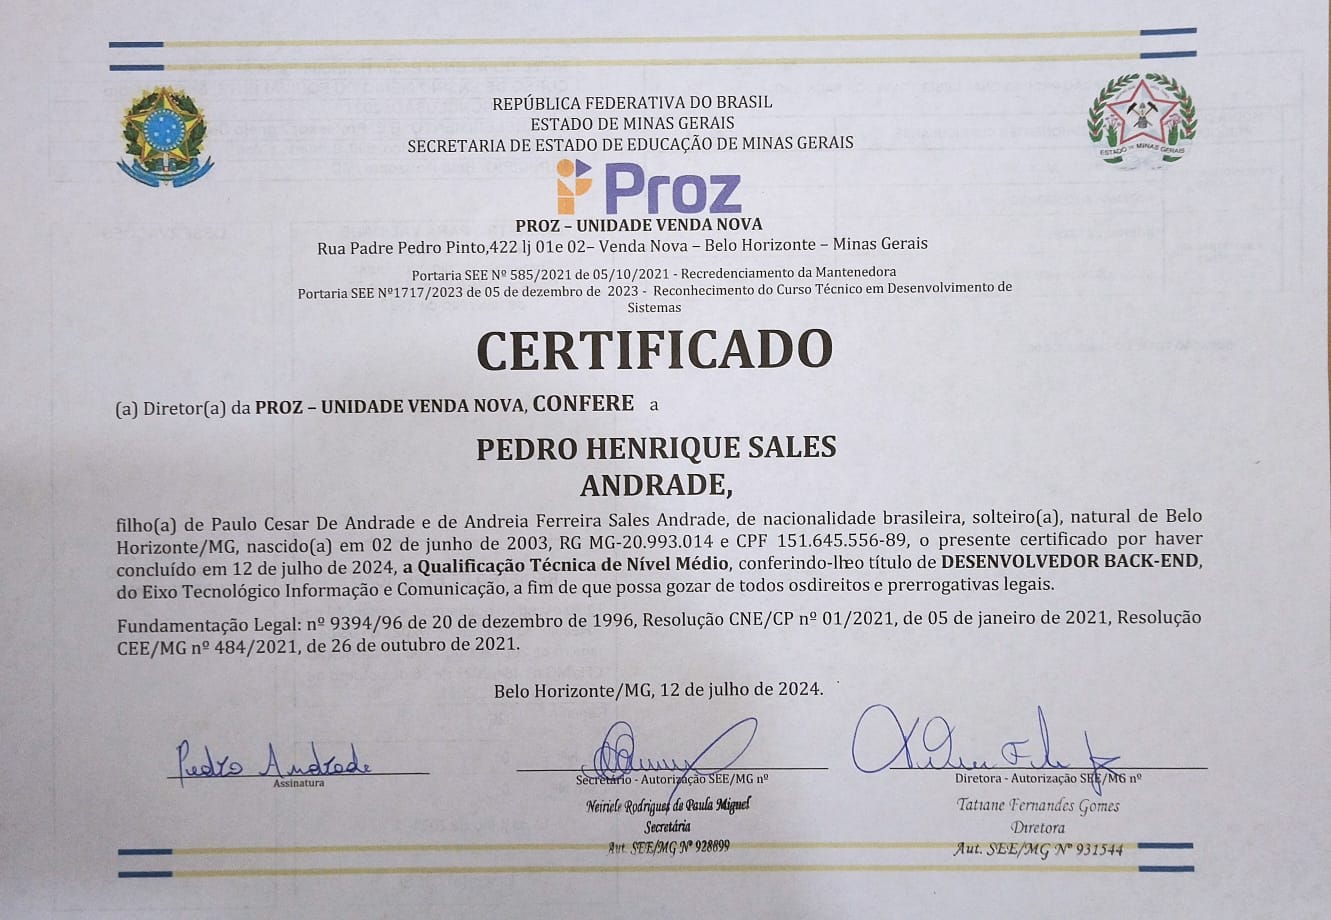 REPÚBLICA FEDERATIVA DO BRASIL
ESTADO DE MINAS GERAIS
SECRETARIA DE ESTADO DE EDUCAÇÃO DE MINAS GERAIS
ESTADO DE MINAS GERAIS
Proz
PROZ – UNIDADE VENDA NOVA
Rua Padre Pedro Pinto,422 lj 01e 02– Venda Nova – Belo Horizonte – Minas Gerais
Portaria SEE Nº 585/2021 de 05/10/2021 - Recredenciamento da Mantenedora
Portaria SEE Nº1717/2023 de 05 de dezembro de 2023 - Reconhecimento do Curso Técnico em Desenvolvimento de
Sistemas
CERTIFICADO
(a) Diretor(a) da PROZ – UNIDADE VENDA NOVA, CONFERE a
PEDRO HENRIQUE SALES
ANDRADE,
filho(a) de Paulo Cesar De Andrade e de Andreia Ferreira Sales Andrade, de nacionalidade brasileira, solteiro(a), natural de Belo
Horizonte/MG, nascido(a) em 02 de junho de 2003, RG MG-20.993.014 e CPF 151.645.556-89, o presente certificado por haver
concluído em 12 de julho de 2024, a Qualificação Técnica de Nível Médio, conferindo-lheo título de DESENVOLVEDOR BACK-END,
do Eixo Tecnológico Informação e Comunicação, a fim de que possa gozar de todos osdireitos e prerrogativas legais.
Fundamentação Legal: nº 9394/96 de 20 de dezembro de 1996, Resolução CNE/CP nº 01/2021, de 05 de janeiro de 2021, Resolução
CEE/MG nº 484/2021, de 26 de outubro de 2021.
Belo Horizonte/MG, 12 de julho de 2024.
Pedro Andrade
Assinatura
Secretário - Autorização SEE/MG nº
Neiriele Rodrigues de Paula Miguel
Secretária
Aut. SEE/MG Nº 928699
Diretora - Autorização SEE/MG nº
Tatiane Fernandes Gomes
Diretora
Aut. SEE/MG Nº 931544